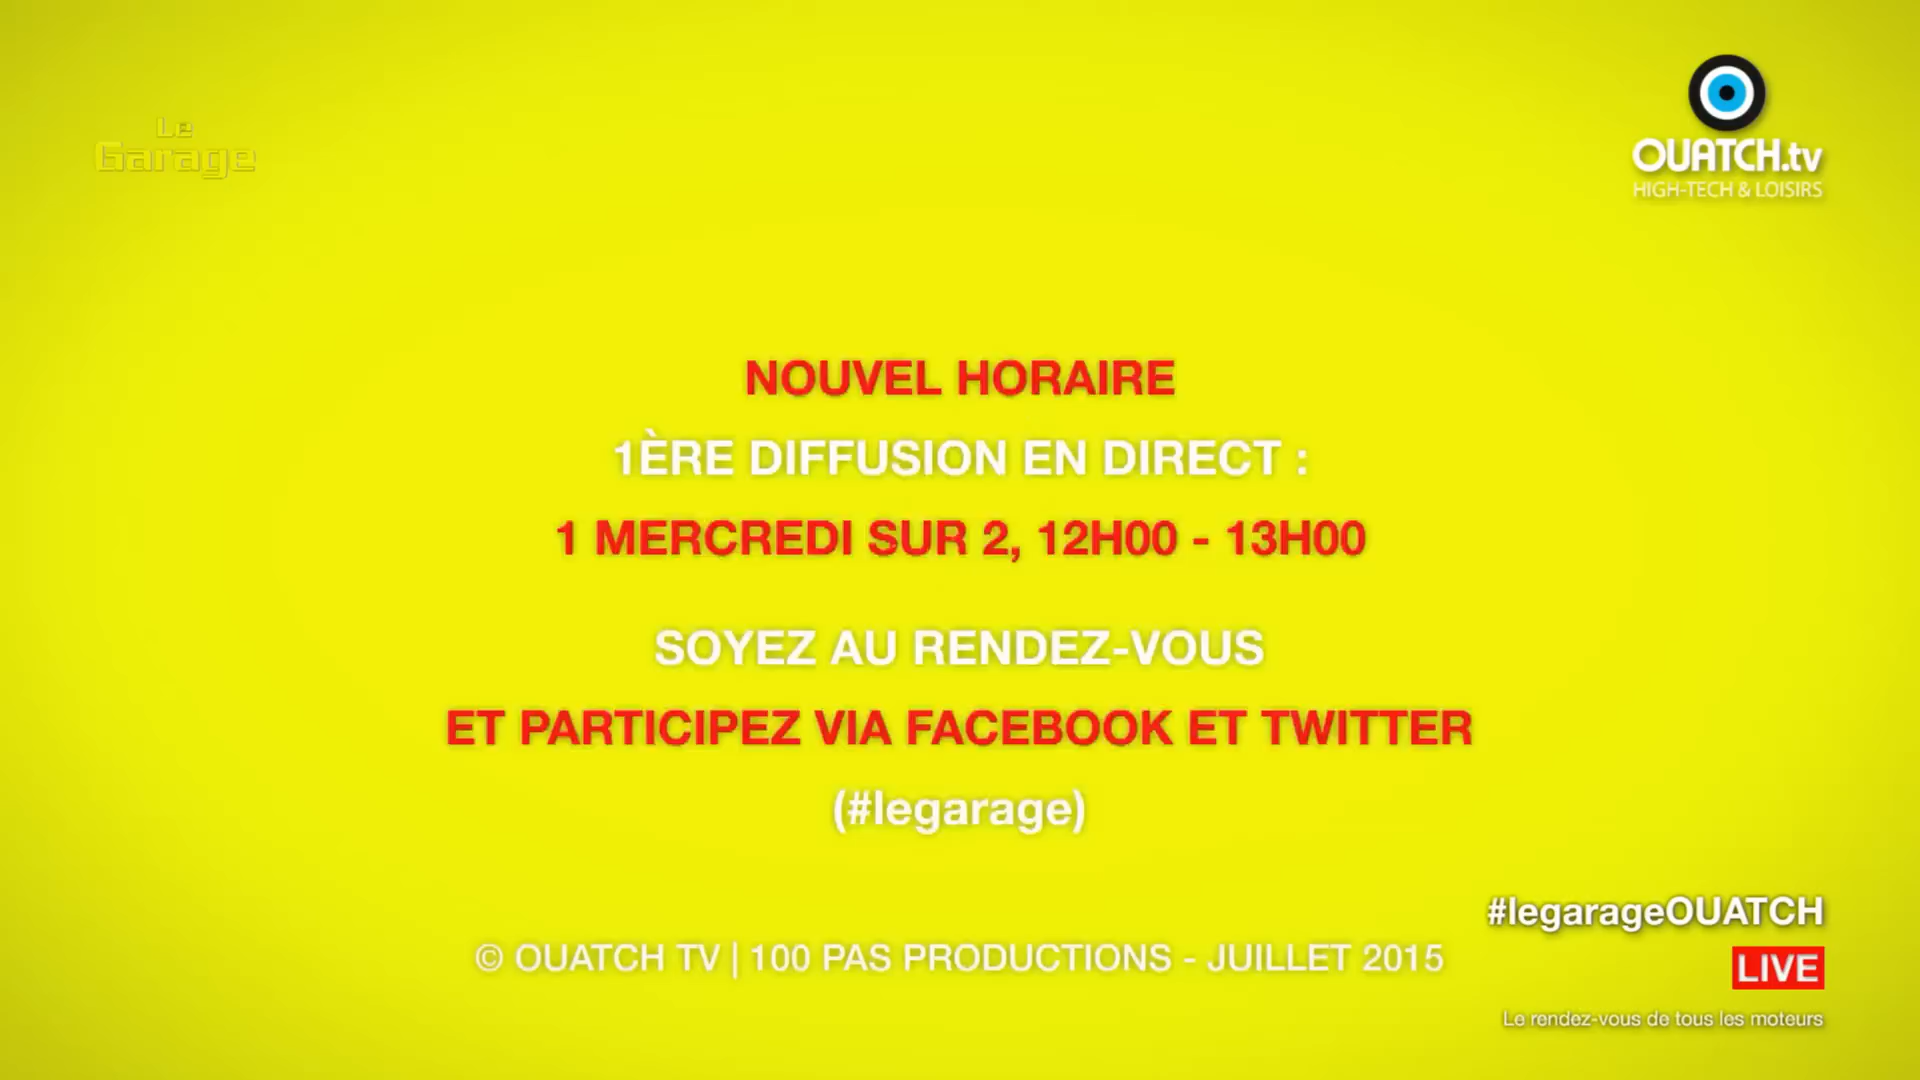 Le
Garage
OUATCH.tv
HIGH-TECH & LOISIRS
NOUVEL HORAIRE
1ÈRE DIFFUSION EN DIRECT :
1 MERCREDI SUR 2, 12H00 - 13H00
SOYEZ AU RENDEZ-VOUS
ET PARTICIPEZ VIA FACEBOOK ET TWITTER
(#legarage)
#legarageOUATCH
© OUATCH TV | 100 PAS PRODUCTIONS - JUILLET 2015
LIVE
Le rendez-vous de tous les moteurs